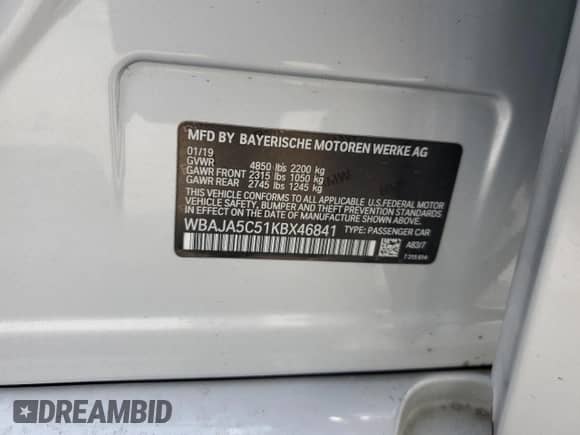 MFD BY BAYERISCHE MOTOREN WERKE AG
01/19
GVWR 4850 lbs 2200 kg
GAWR FRONT 2315 lbs 1050 kg
GAWR REAR 2745 lbs 1245 kg
THIS VEHICLE CONFORMS TO ALL APPLICABLE U.S.FEDERAL MOTOR
VEHICLE SAFETY, BUMPER AND THEFT PREVENTION STANDARDS
IN EFFECT ON THE DATE OF MANUFACTURE SHOWN ABOVE.
WBAJA5C51KBX46841 TYPE: PASSENGER CAR
A83/7
DREAMBID